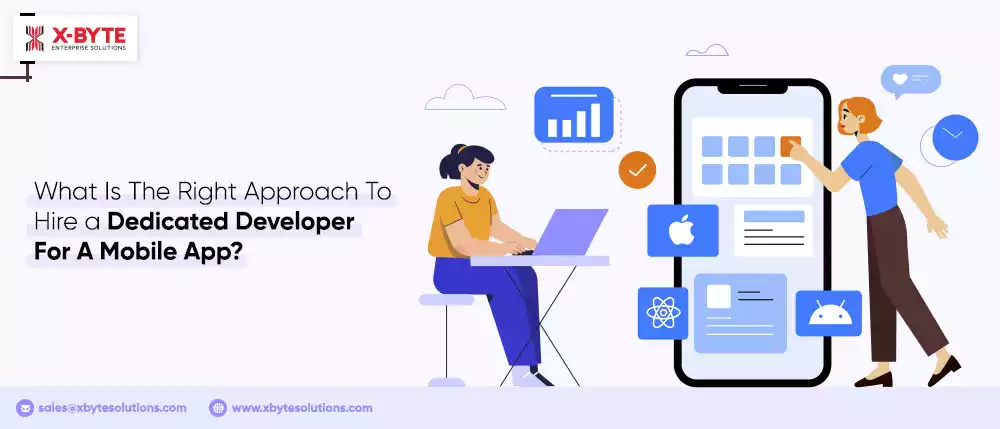 X-BYTE
ENTERPRISE SOLUTIONS
What Is The Right Approach To
Hire a Dedicated Developer
For A Mobile App?
sales@xbytesolutions.com
www.xbytesolutions.com